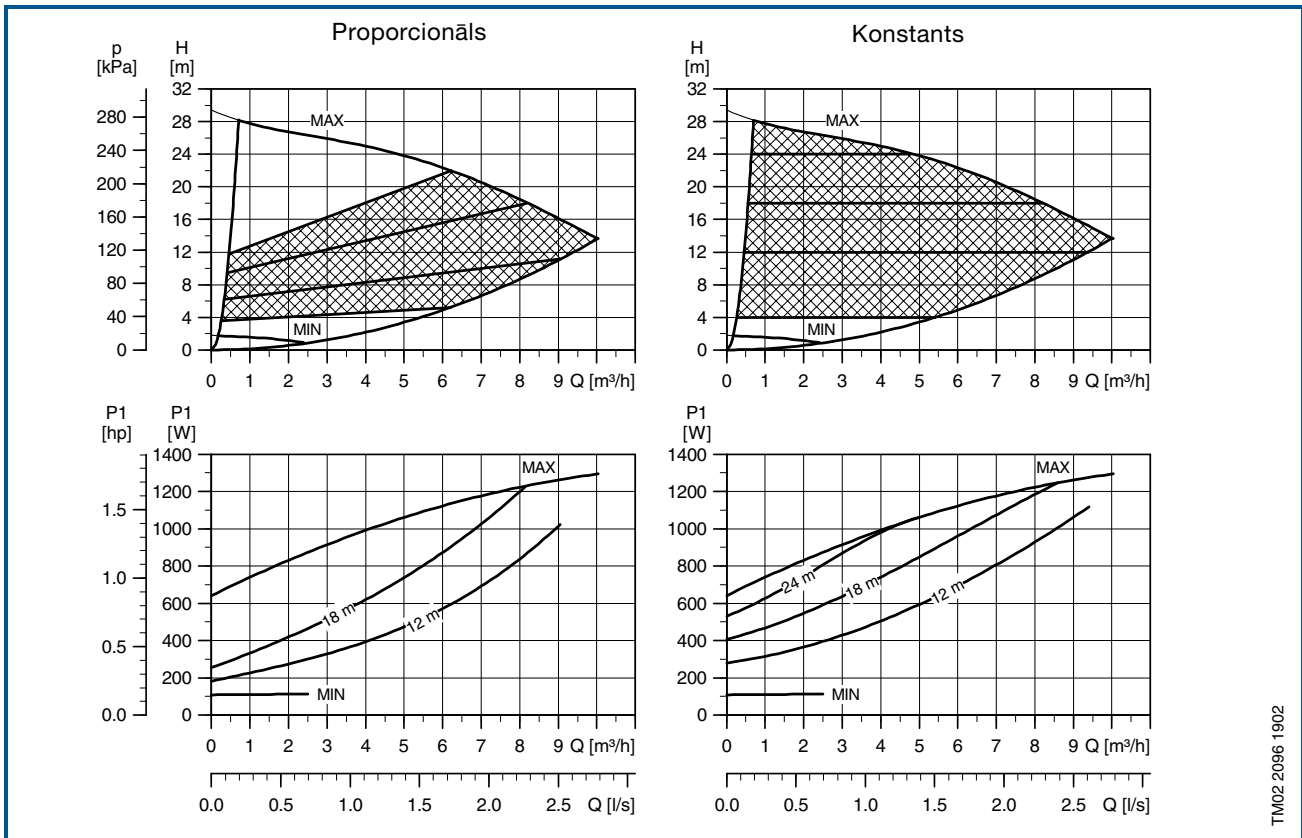 Proporcionāls
Konstants
p
[kPa]
H
[m]
H
[m]
280
240
200
160
120
80
40
0
32
28
24
20
16
12
8
4
0
MAX
MIN
0 1 2 3 4 5 6 7 8 9 Q [m³/h]
32
28
24
20
16
12
8
4
0
MAX
MIN
0 1 2 3 4 5 6 7 8 9 Q [m³/h]
P1
[hp]
P1
[W]
P1
[W]
1.5
1.0
0.5
0.0
1400
1200
1000
800
600
400
200
0
MAX
18 m
12 m
MIN
0 1 2 3 4 5 6 7 8 9 Q [m³/h]
0.0 0.5 1.0 1.5 2.0 2.5 Q [l/s]
1400
1200
1000
800
600
400
200
0
MAX
24 m
18 m
12 m
MIN
0 1 2 3 4 5 6 7 8 9 Q [m³/h]
0.0 0.5 1.0 1.5 2.0 2.5 Q [l/s]
TM02 2096 1902